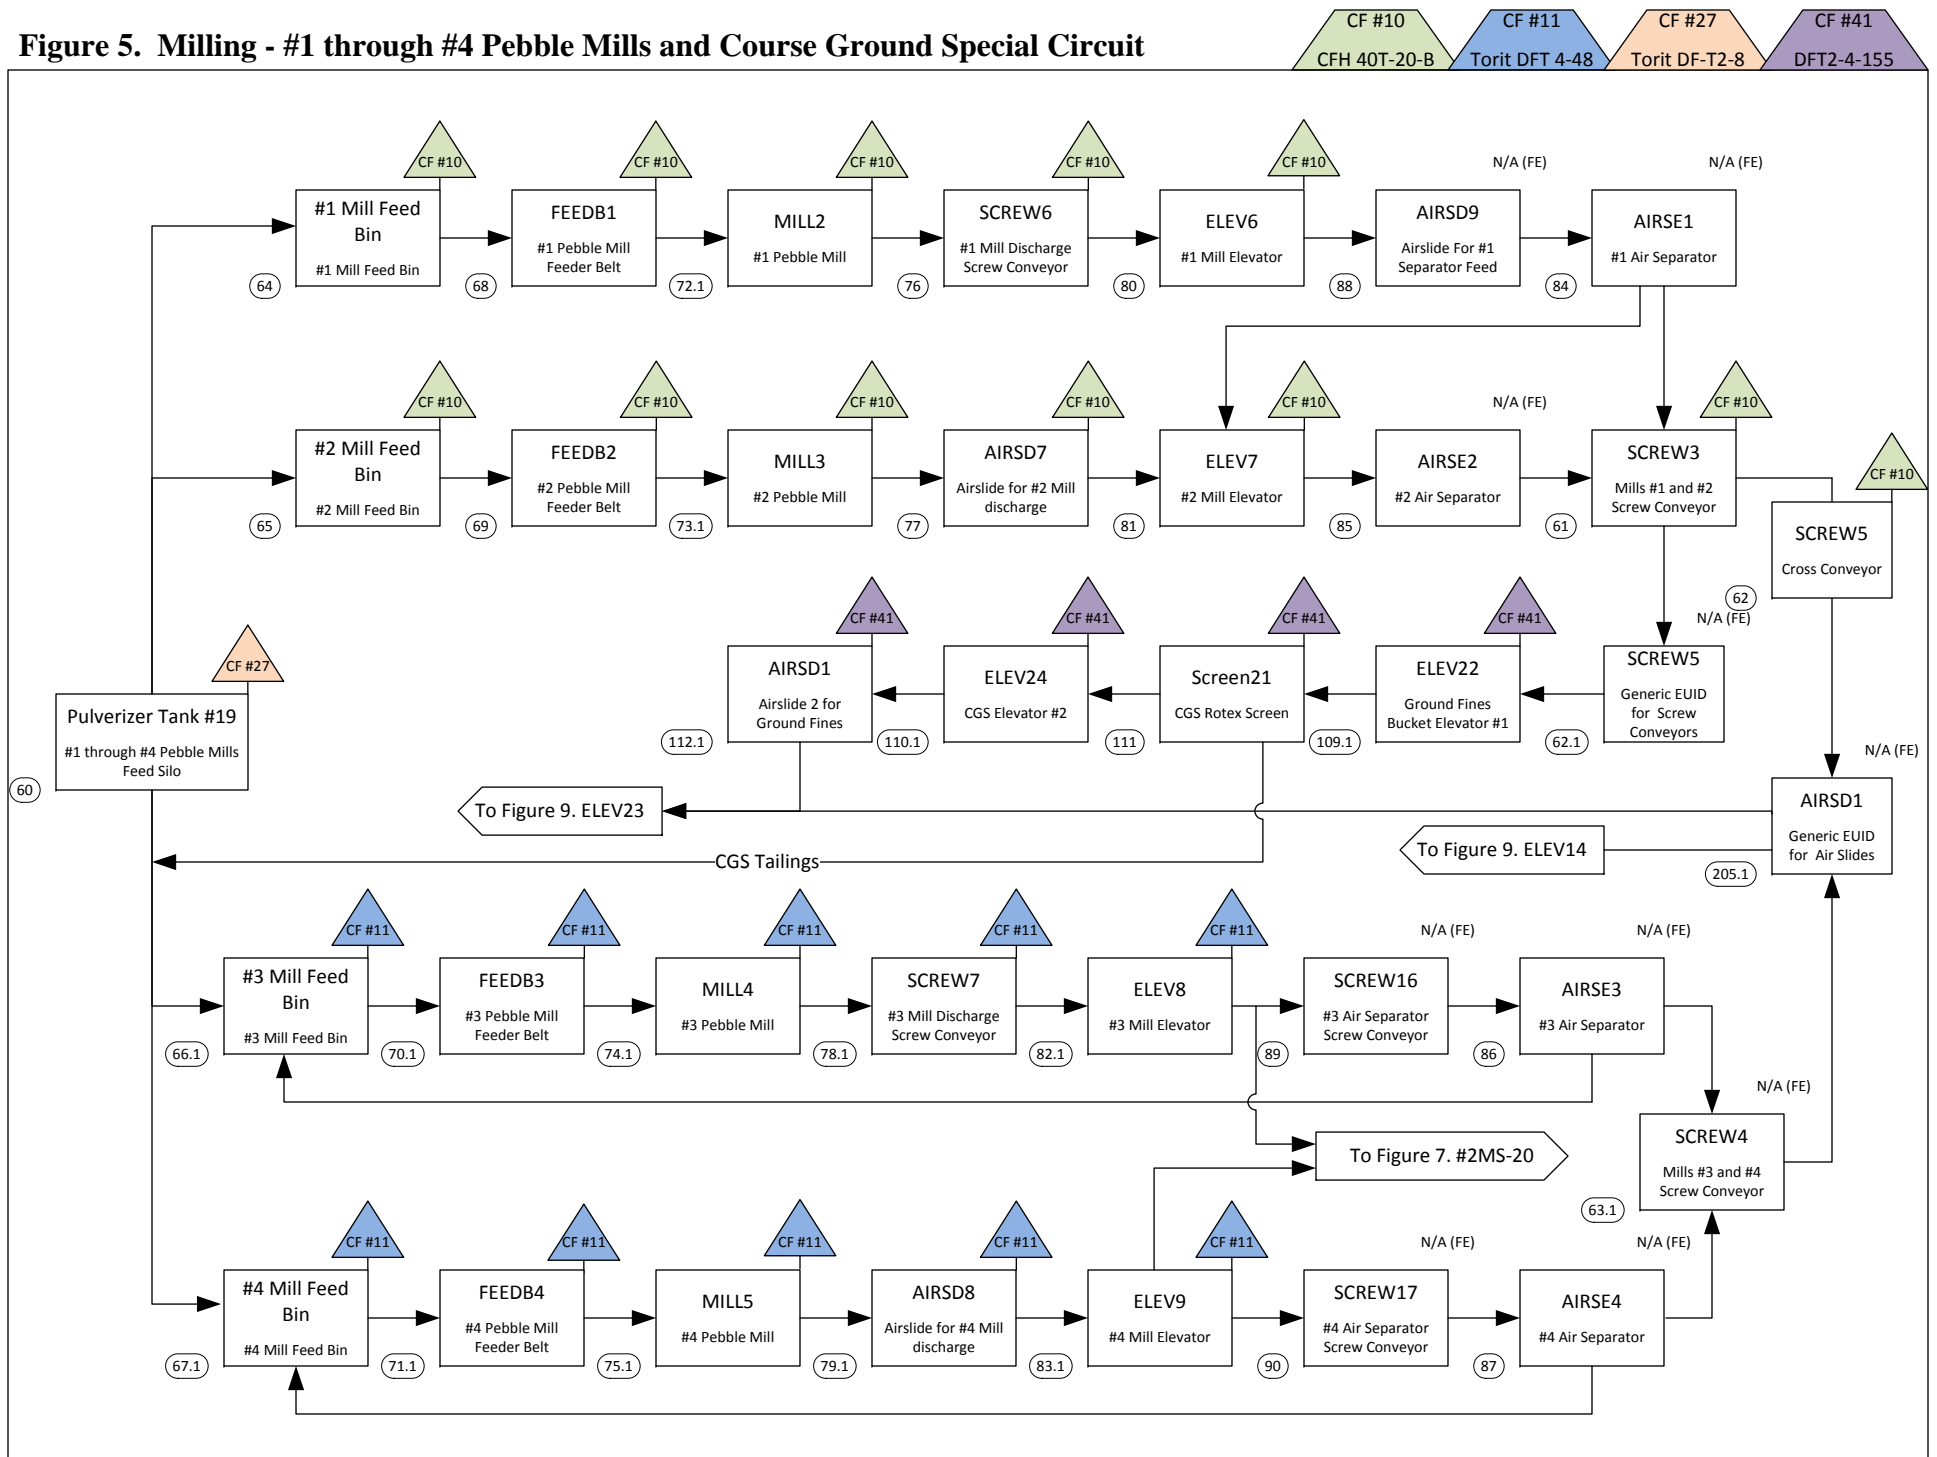 Figure 5.  Milling - #1 through #4 Pebble Mills and Course Ground Special Circuit
CF #10
CFH 40T-20-B
CF #11
Torit DFT 4-48
CF #27
Torit DF-T2-8
CF #41
DFT2-4-155
CF #10
CF #10
CF #10
CF #10
CF #10
N/A (FE)
N/A (FE)
#1 Mill Feed
Bin
#1 Mill Feed Bin
64
FEEDB1
#1 Pebble Mill
Feeder Belt
68
MILL2
#1 Pebble Mill
72.1
SCREW6
#1 Mill Discharge
Screw Conveyor
76
ELEV6
#1 Mill Elevator
80
AIRSD9
Airslide For #1
Separator Feed
88
AIRSE1
#1 Air Separator
84
CF #10
CF #10
CF #10
CF #10
CF #10
N/A (FE)
CF #10
CF #10
#2 Mill Feed
Bin
#2 Mill Feed Bin
65
FEEDB2
#2 Pebble Mill
Feeder Belt
69
MILL3
#2 Pebble Mill
73.1
AIRSD7
Airslide for #2 Mill
discharge
77
ELEV7
#2 Mill Elevator
81
AIRSE2
#2 Air Separator
85
SCREW3
Mills #1 and #2
Screw Conveyor
61
SCREW5
Cross Conveyor
62
CF #27
Pulverizer Tank #19
#1 through #4 Pebble Mills
Feed Silo
60
CF #41
CF #41
CF #41
CF #41
N/A (FE)
AIRSD1
Airslide 2 for
Ground Fines
112.1
ELEV24
CGS Elevator #2
110.1
Screen21
CGS Rotex Screen
111
ELEV22
Ground Fines
Bucket Elevator #1
109.1
SCREW5
Generic EUID
for  Screw
Conveyors
62.1
N/A (FE)
AIRSD1
Generic EUID
for  Air Slides
205.1
To Figure 9. ELEV23
To Figure 9. ELEV14
CGS Tailings
CF #11
CF #11
CF #11
CF #11
CF #11
N/A (FE)
N/A (FE)
#3 Mill Feed
Bin
#3 Mill Feed Bin
66.1
FEEDB3
#3 Pebble Mill
Feeder Belt
70.1
MILL4
#3 Pebble Mill
74.1
SCREW7
#3 Mill Discharge
Screw Conveyor
78.1
ELEV8
#3 Mill Elevator
82.1
SCREW16
#3 Air Separator
Screw Conveyor
89
AIRSE3
#3 Air Separator
86
N/A (FE)
SCREW4
Mills #3 and #4
Screw Conveyor
63.1
To Figure 7. #2MS-20
CF #11
CF #11
CF #11
CF #11
CF #11
N/A (FE)
N/A (FE)
#4 Mill Feed
Bin
#4 Mill Feed Bin
67.1
FEEDB4
#4 Pebble Mill
Feeder Belt
71.1
MILL5
#4 Pebble Mill
75.1
AIRSD8
Airslide for #4 Mill
discharge
79.1
ELEV9
#4 Mill Elevator
83.1
SCREW17
#4 Air Separator
Screw Conveyor
90
AIRSE4
#4 Air Separator
87